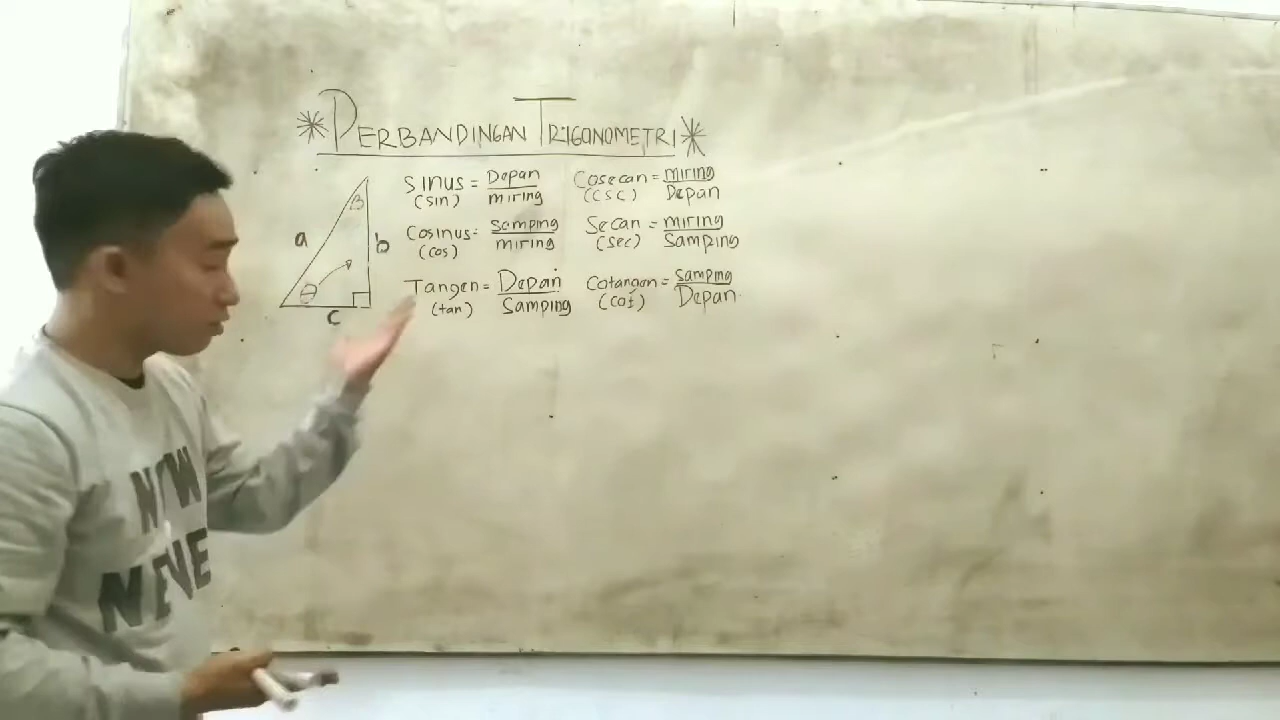 *PERBANDINGAN TRIGONOMETRI*
a
b
c
θ
β
Sinus = Depan/miring
(sin)
Cosinus = Samping/miring
(cos)
Tangen = Depan/Samping
(tan)
Cosecan = miring/Depan
(csc)
Secan = miring/Samping
(sec)
Cotangen = Samping/Depan
(cot)
NOW
NEVE